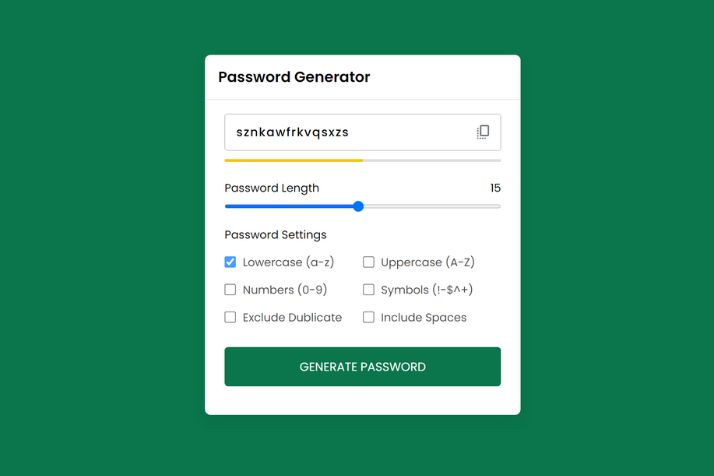 Password Generator
sznkawfrkvqsxzs
Password Length 15
Password Settings
Lowercase (a-z) Uppercase (A-Z)
Numbers (0-9) Symbols (!-$^+)
Exclude Dublicate Include Spaces
GENERATE PASSWORD